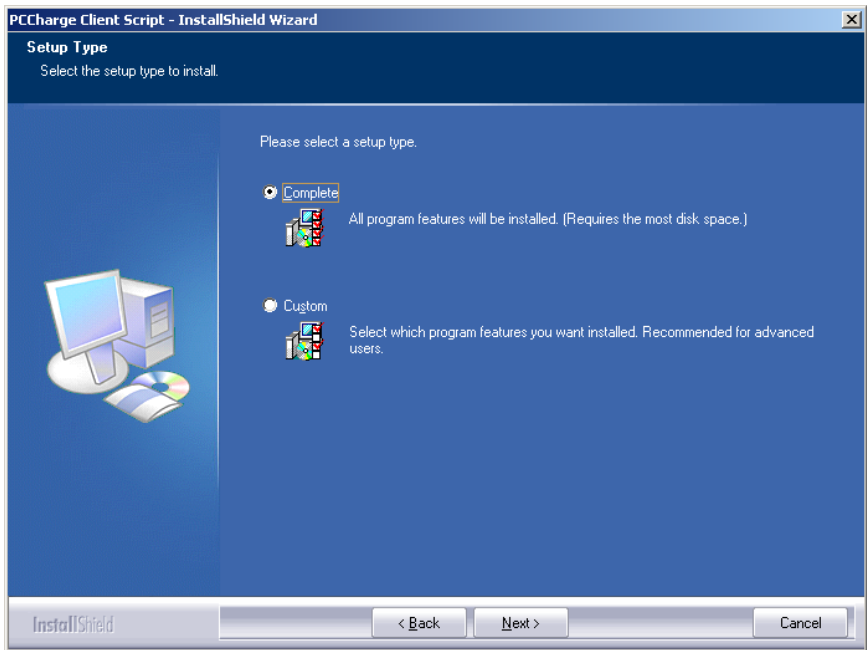 PCCharge Client Script - InstallShield Wizard
Setup Type
Select the setup type to install.
Please select a setup type.
Complete
All program features will be installed. (Requires the most disk space.)
Custom
Select which program features you want installed. Recommended for advanced
users.
InstallShield
< Back
Next >
Cancel